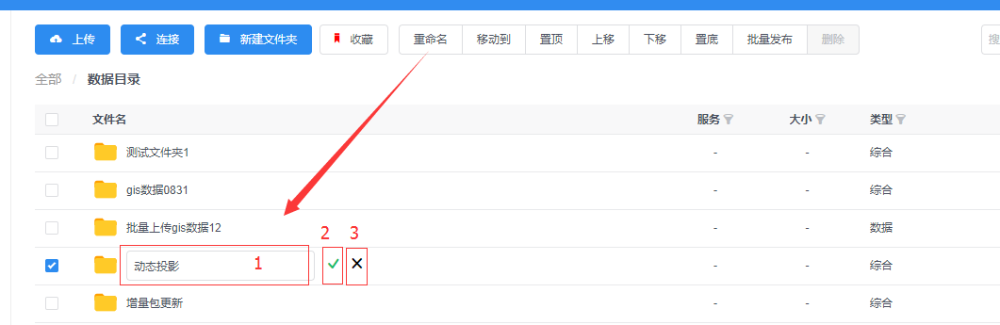 上传 连接 新建文件夹 收藏 重命名 移动到 置顶 上移 下移 置底 批量发布 删除 搜
全部 / 数据目录
文件名 服务 大小 类型
测试文件夹1 - - 综合
gis数据0831 - - 综合
批量上传gis数据12 - - 数据
2 3
动态投影 1 - - 综合
增量包更新 - - 综合